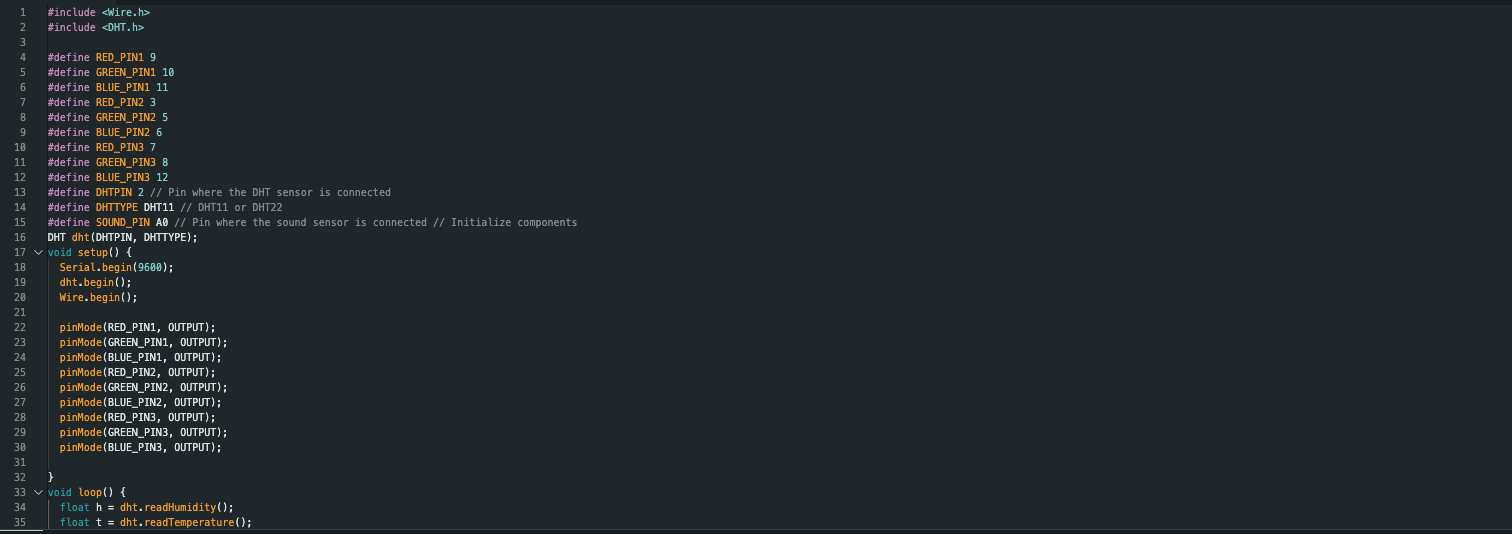 1 #include <Wire.h>
2 #include <DHT.h>
3
4 #define RED_PIN1 9
5 #define GREEN_PIN1 10
6 #define BLUE_PIN1 11
7 #define RED_PIN2 3
8 #define GREEN_PIN2 5
9 #define BLUE_PIN2 6
10 #define RED_PIN3 7
11 #define GREEN_PIN3 8
12 #define BLUE_PIN3 12
13 #define DHTPIN 2 // Pin where the DHT sensor is connected
14 #define DHTTYPE DHT11 // DHT11 or DHT22
15 #define SOUND_PIN A0 // Pin where the sound sensor is connected // Initialize components
16 DHT dht(DHTPIN, DHTTYPE);
17 void setup() {
18   Serial.begin(9600);
19   dht.begin();
20   Wire.begin();
21
22   pinMode(RED_PIN1, OUTPUT);
23   pinMode(GREEN_PIN1, OUTPUT);
24   pinMode(BLUE_PIN1, OUTPUT);
25   pinMode(RED_PIN2, OUTPUT);
26   pinMode(GREEN_PIN2, OUTPUT);
27   pinMode(BLUE_PIN2, OUTPUT);
28   pinMode(RED_PIN3, OUTPUT);
29   pinMode(GREEN_PIN3, OUTPUT);
30   pinMode(BLUE_PIN3, OUTPUT);
31
32 }
33 void loop() {
34   float h = dht.readHumidity();
35   float t = dht.readTemperature();